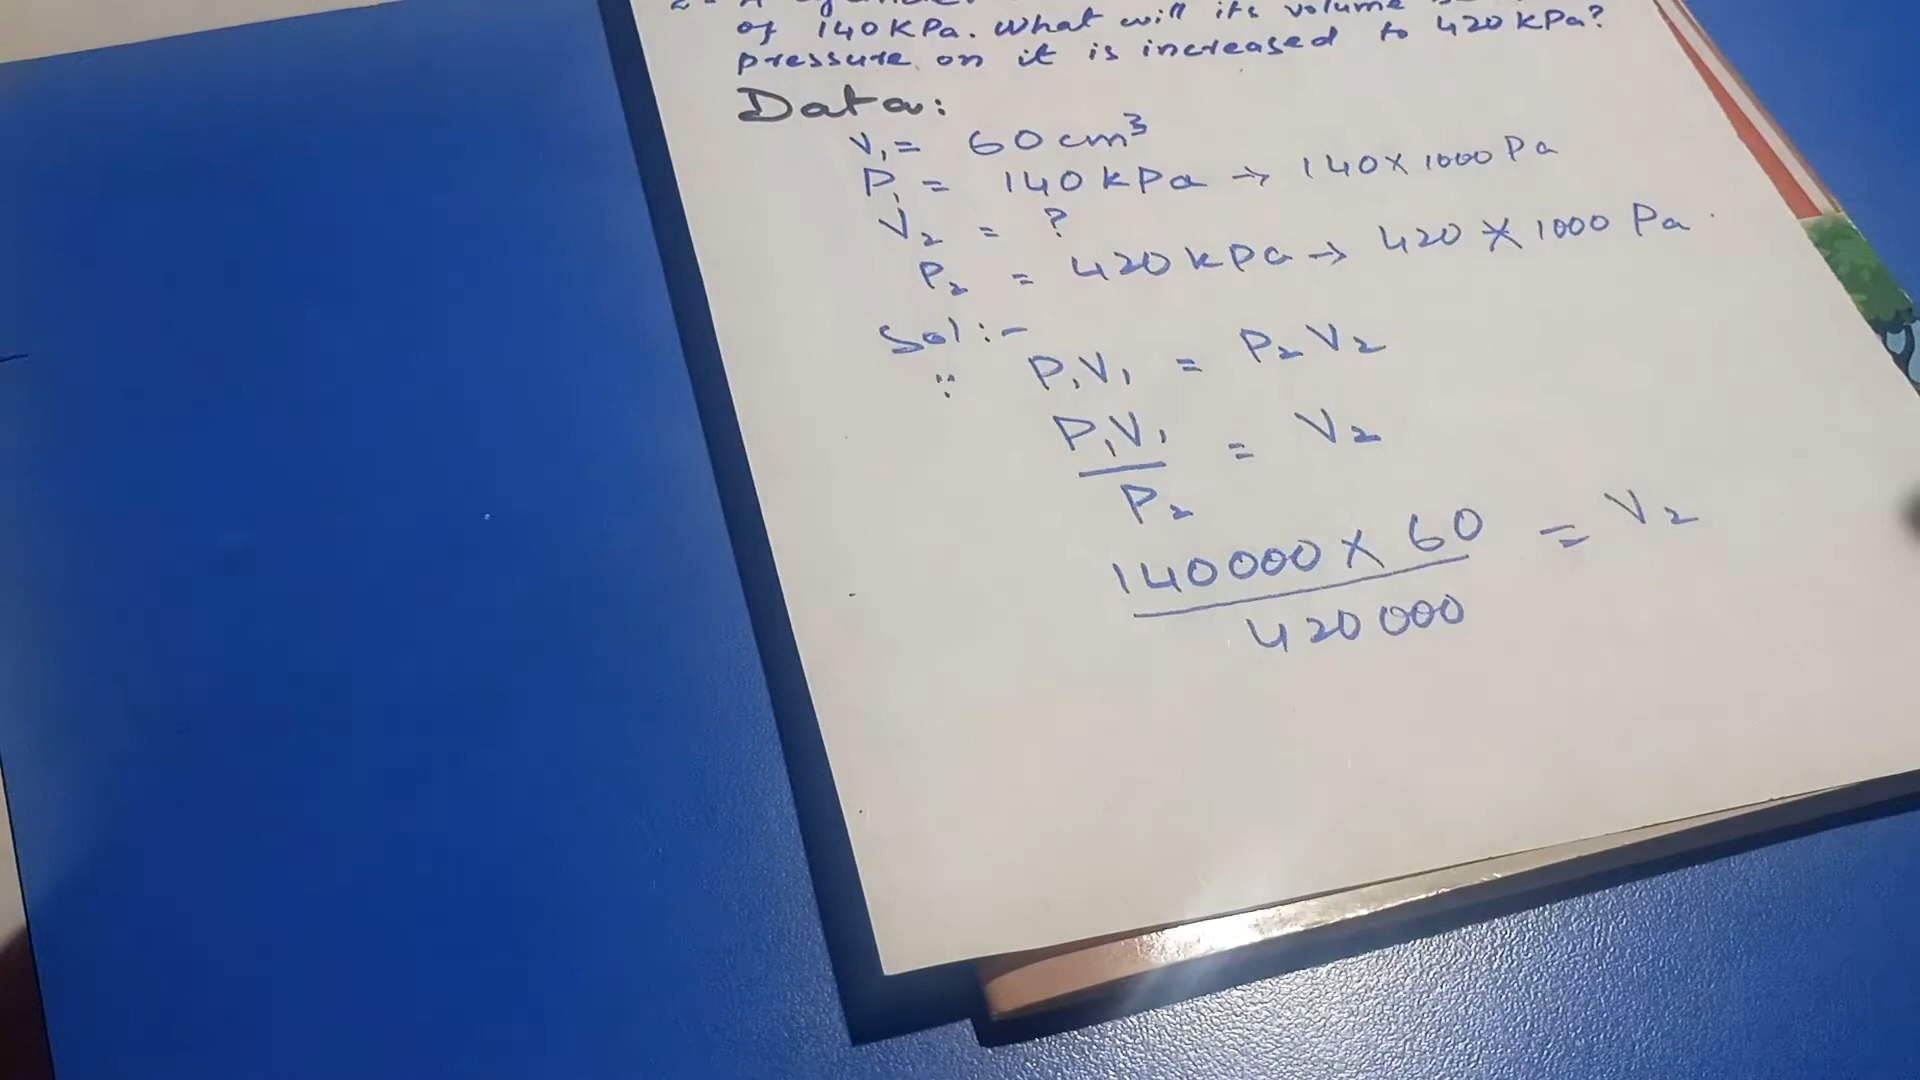 of 140 KPa. What will its volume
pressure on it is increased to 420 kPa?
Data:
V₁ = 60 cm³
P₁ = 140 kPa → 140 × 1000 Pa
V₂ = ?
P₂ = 420 kPa → 420 × 1000 Pa.
Sol:-
∵ P₁V₁ = P₂V₂
P₁V₁ / P₂ = V₂
140000 × 60 / 420000 = V₂